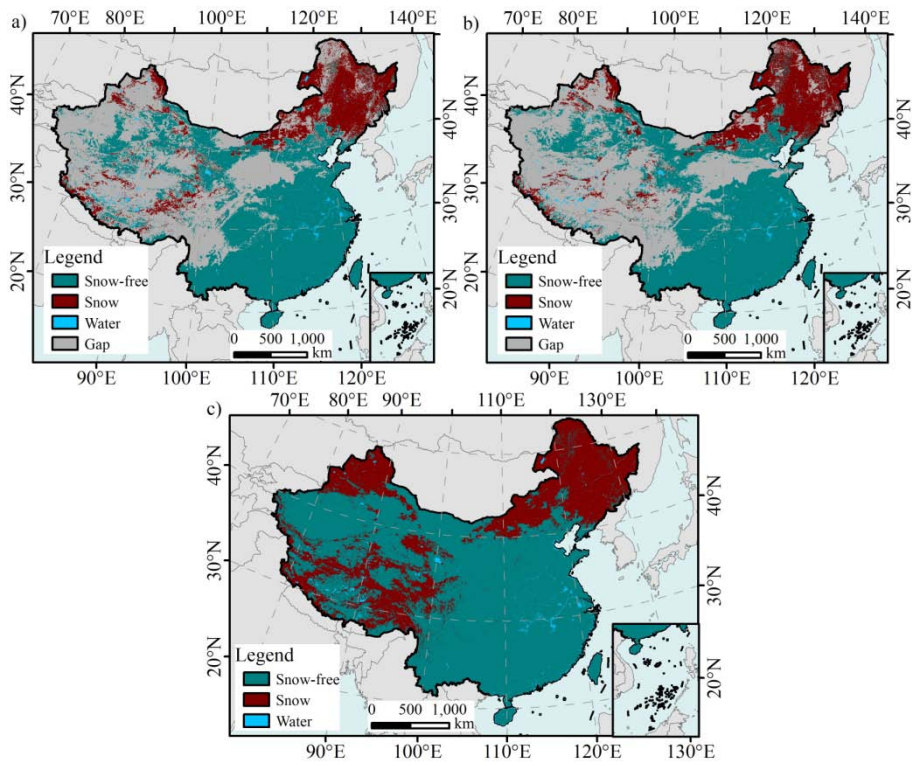 a)
70°E 80°E 100°E 120°E 140°E
40°N
30°N
20°N
40°N
30°N
20°N
Legend
Snow-free
Snow
Water
Gap
0 500 1,000
km
90°E 100°E 110°E 120°E
b)
70°E 80°E 100°E 120°E 140°E
40°N
30°N
20°N
40°N
30°N
20°N
Legend
Snow-free
Snow
Water
Gap
0 500 1,000
km
90°E 100°E 110°E 120°E
c)
70°E 80°E 90°E 110°E 130°E
40°N
30°N
20°N
40°N
30°N
20°N
Legend
Snow-free
Snow
Water
0 500 1,000
km
90°E 100°E 110°E 120°E 130°E